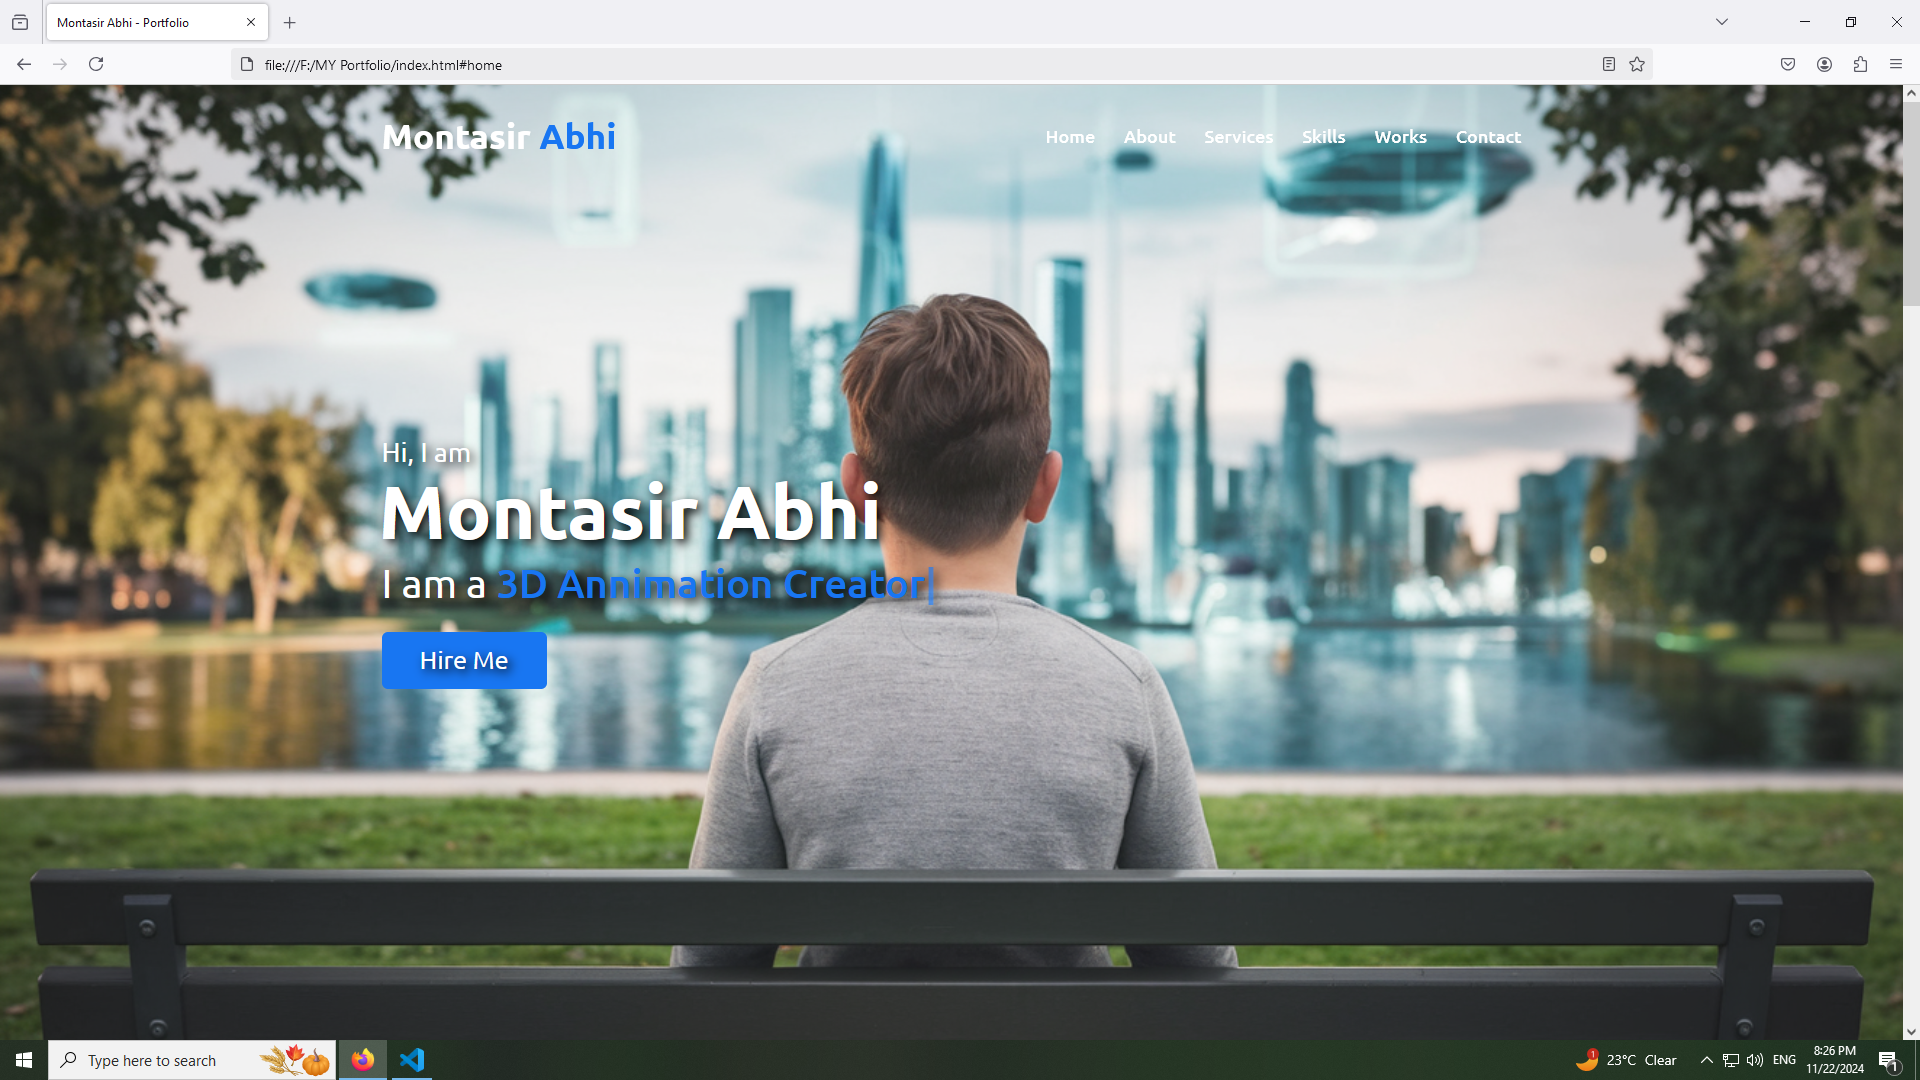 Montasir Abhi - Portfolio
file:///F:/MY Portfolio/index.html#home
Montasir Abhi
Home About Services Skills Works Contact
Hi, I am
Montasir Abhi
I am a 3D Annimation Creator|
Hire Me
Type here to search
1
23°C Clear
ENG
8:26 PM
11/22/2024
1